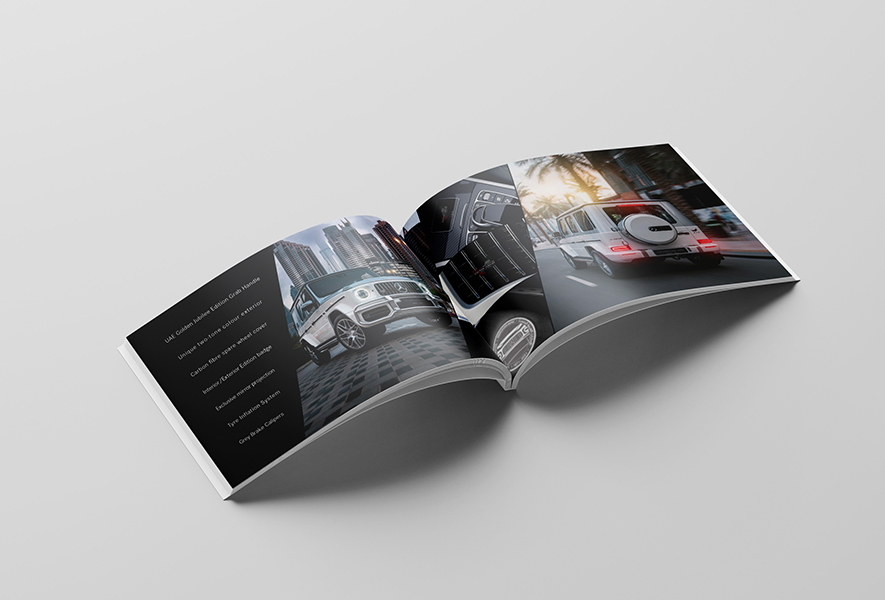 UAE Golden Jubilee Edition Grab Handle
Unique two-tone colour exterior
Carbon fibre spare wheel cover
Interior/Exterior Edition badge
Exclusive mirror projection
Tyre Inflation System
Grey Brake Calipers